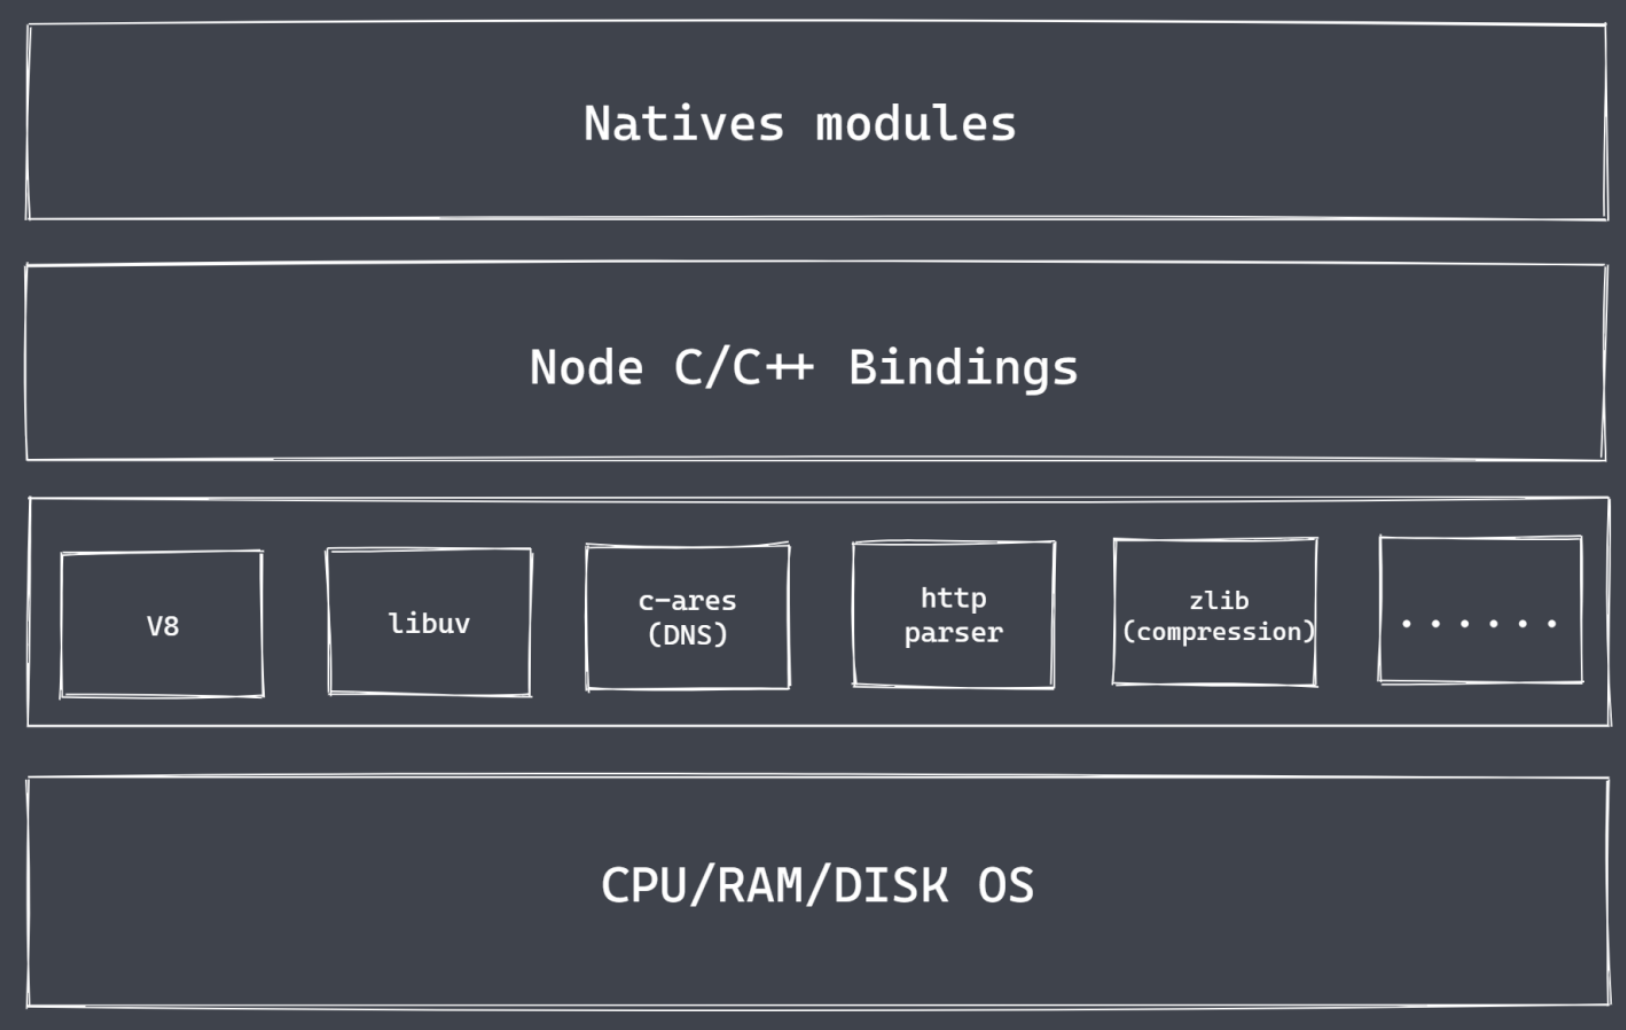 Natives modules
Node C/C++ Bindings
V8
libuv
c-ares
(DNS)
http
parser
zlib
(compression)
......
CPU/RAM/DISK OS